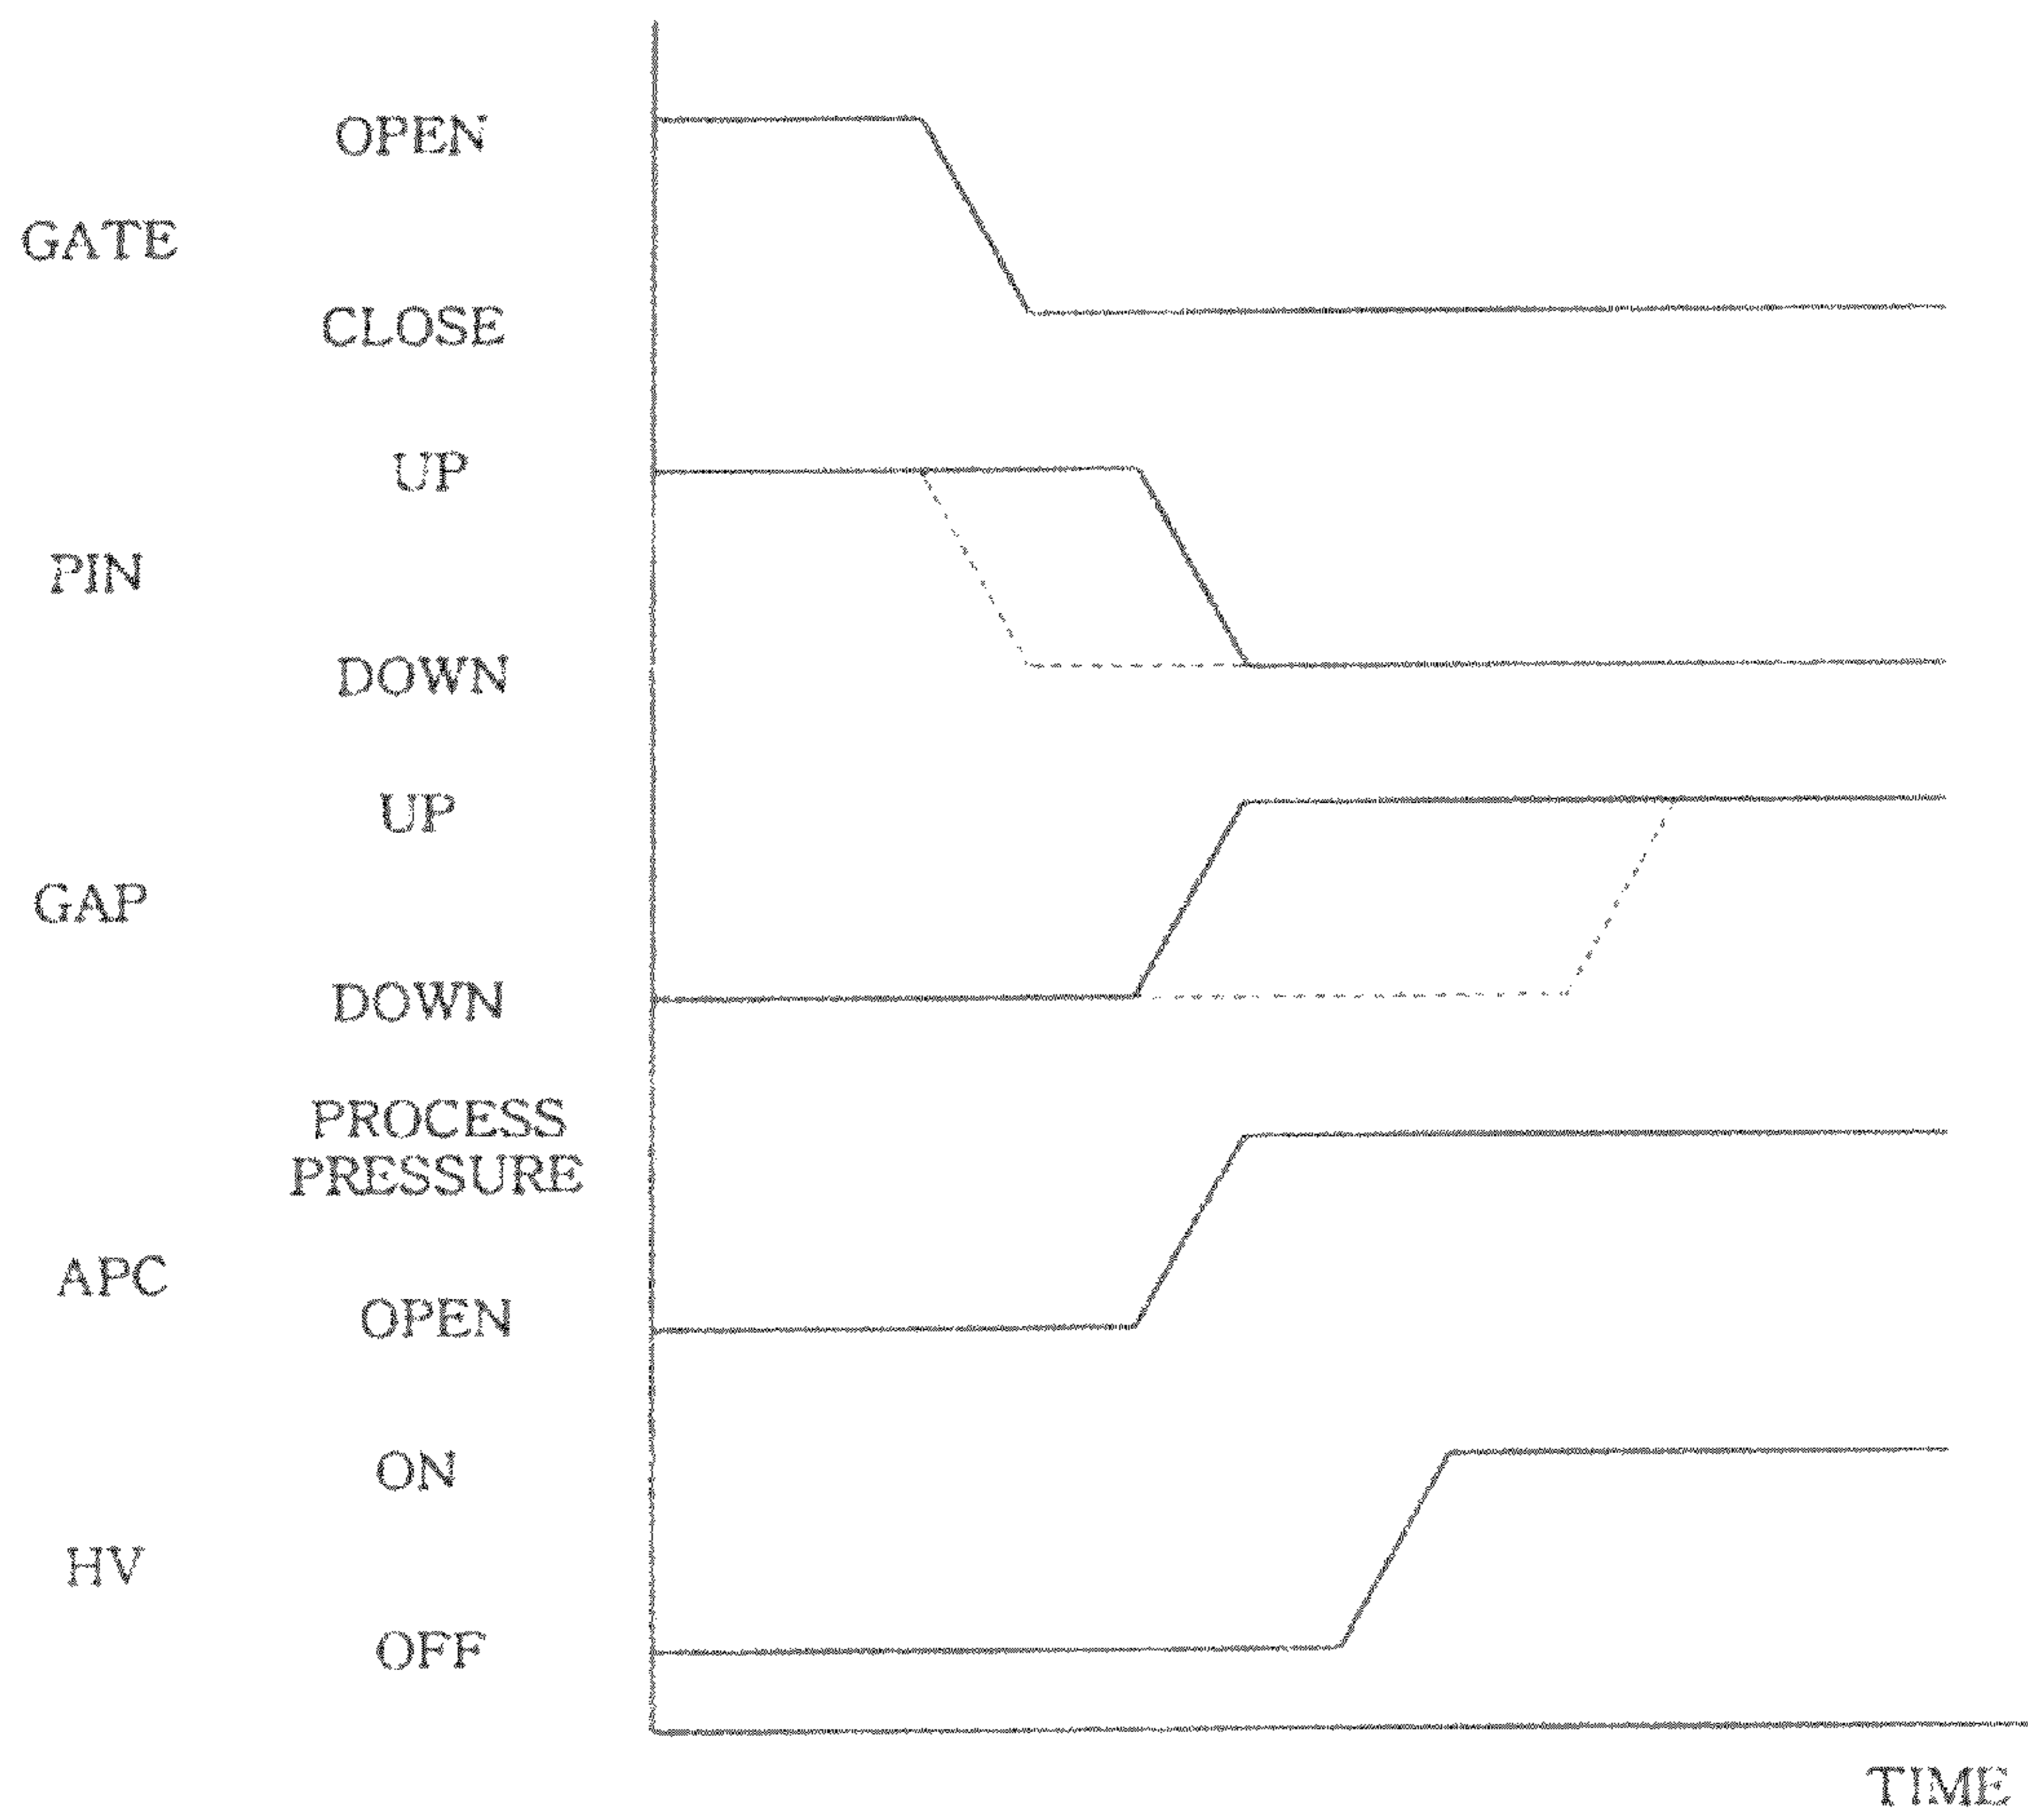 OPEN
GATE
CLOSE
UP
PIN
DOWN
UP
GAP
DOWN
PROCESS
PRESSURE
APC
OPEN
ON
HV
OFF
TIME